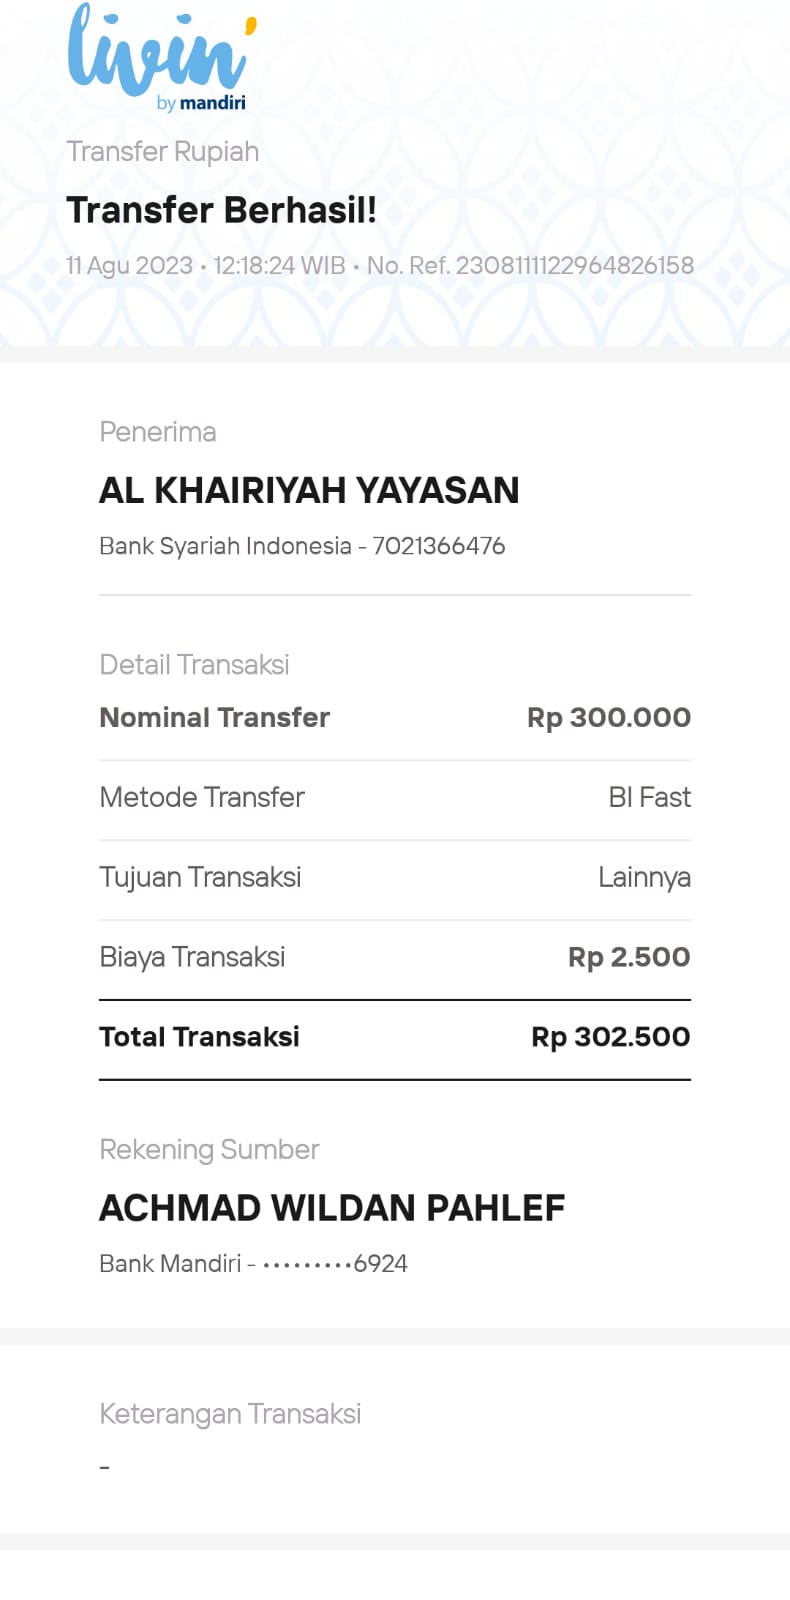 livin'
by mandiri
Transfer Rupiah
Transfer Berhasil!
11 Agu 2023 • 12:18:24 WIB • No. Ref. 2308111122964826158
Penerima
AL KHAIRIYAH YAYASAN
Bank Syariah Indonesia - 7021366476
Detail Transaksi
Nominal Transfer Rp 300.000
Metode Transfer BI Fast
Tujuan Transaksi Lainnya
Biaya Transaksi Rp 2.500
Total Transaksi Rp 302.500
Rekening Sumber
ACHMAD WILDAN PAHLEF
Bank Mandiri - •••••••••6924
Keterangan Transaksi
-